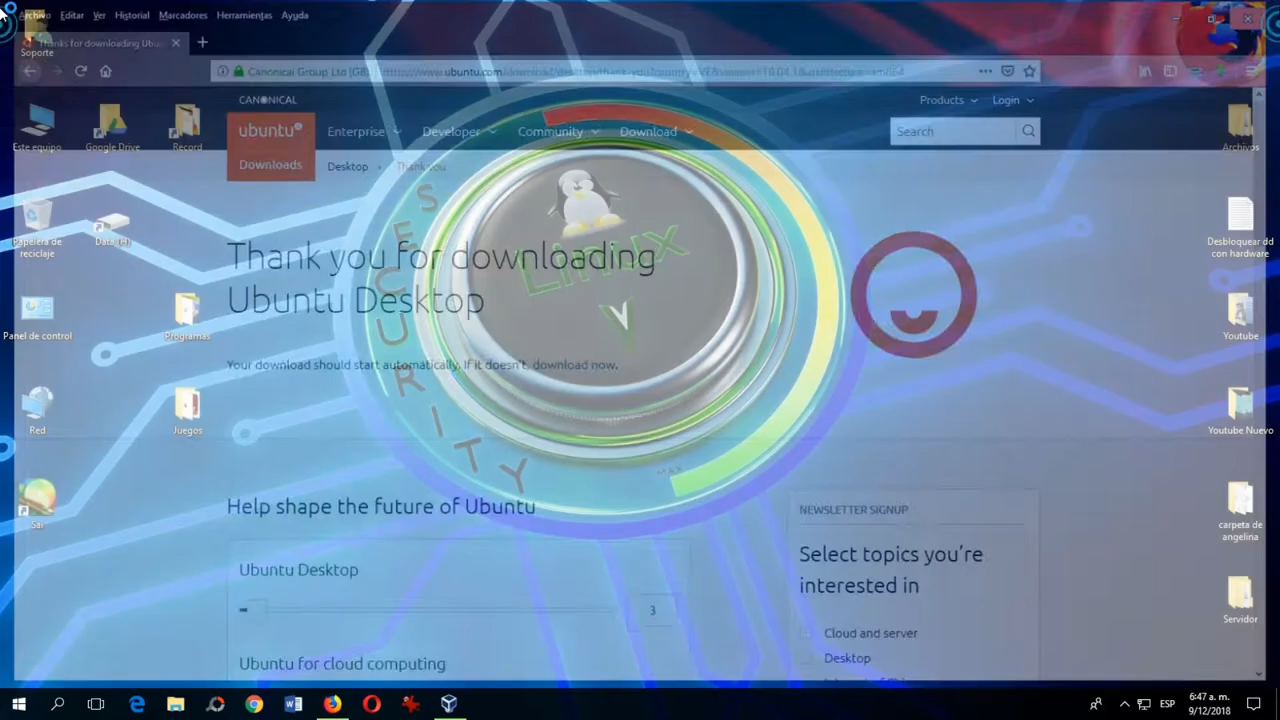 Archivo Editar Ver Historial Marcadores Herramientas Ayuda
Soporte
Thanks for downloading Ubu
Canonical Group Ltd (GB)
CANONICAL
Products
Login
ubuntu
Enterprise
Developer
Community
Download
Search
Downloads
Desktop
Thank you
Este equipo
Google Drive
Record
Archivos
SECURITY
Linux
Y
MAX
Papelera de
reciclaje
Data (H)
Desbloquear dd
con hardware
Thank you for downloading
Ubuntu Desktop
Your download should start automatically. If it doesn't, download now.
Panel de control
Programas
Youtube
Red
Juegos
Youtube Nuevo
Sai
carpeta de
angelina
Servidor
Help shape the future of Ubuntu
Ubuntu Desktop
3
Ubuntu for cloud computing
NEWSLETTER SIGNUP
Select topics you're
interested in
Cloud and server
Desktop
ESP
6:47 a. m.
9/12/2018